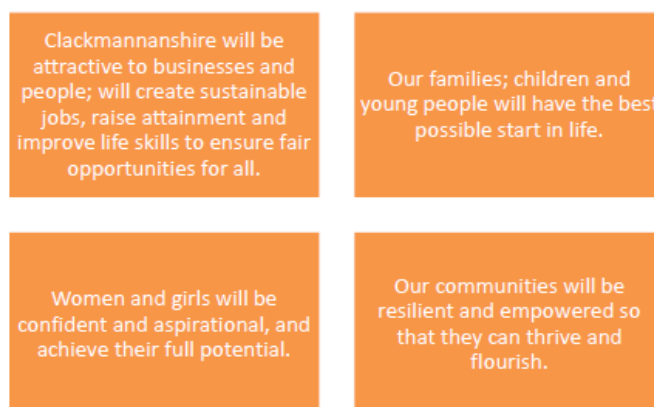 Clackmannanshire will be
attractive to businesses and
people; will create sustainable
jobs, raise attainment and
improve life skills to ensure fair
opportunities for all.
Our families; children and
young people will have the best
possible start in life.
Women and girls will be
confident and aspirational, and
achieve their full potential.
Our communities will be
resilient and empowered so
that they can thrive and
flourish.